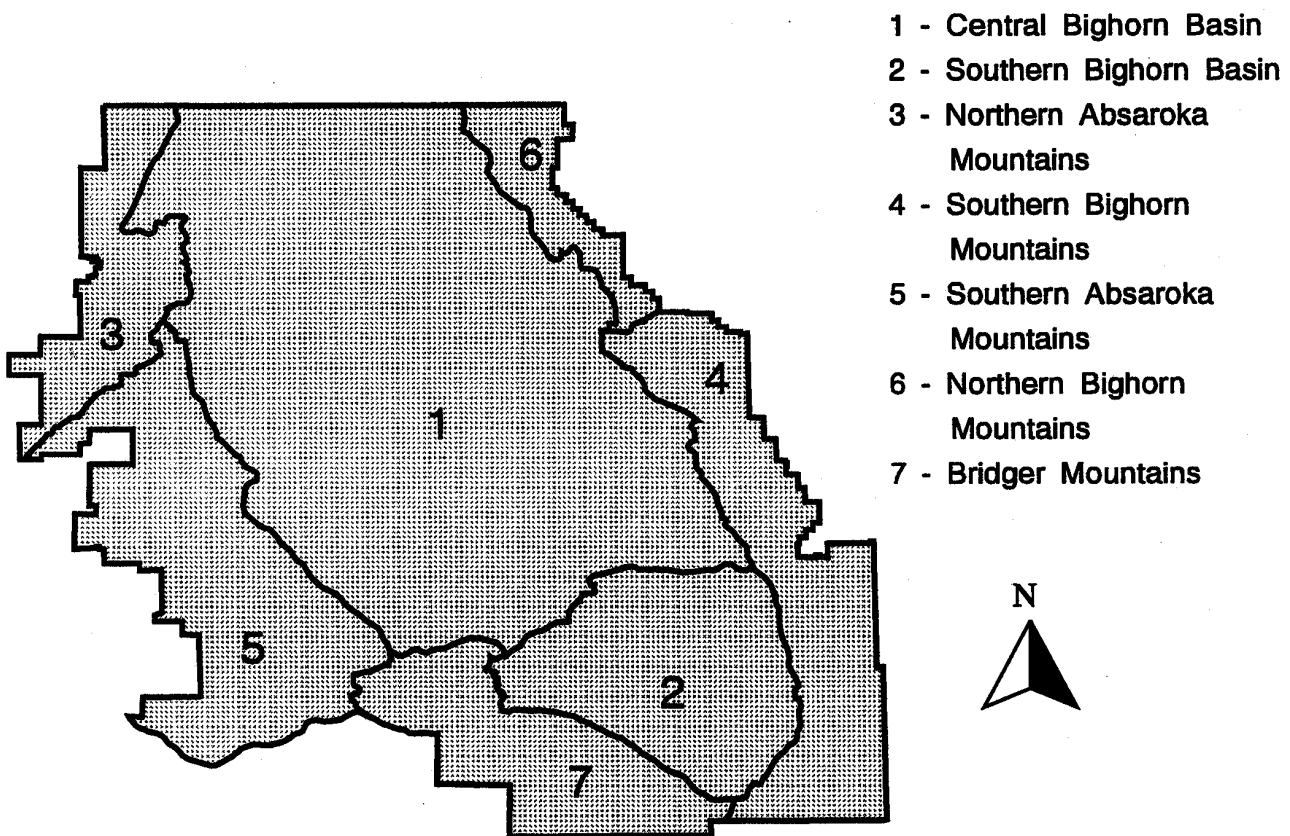 1 - Central Bighorn Basin
2 - Southern Bighorn Basin
3 - Northern Absaroka
Mountains
4 - Southern Bighorn
Mountains
5 - Southern Absaroka
Mountains
6 - Northern Bighorn
Mountains
7 - Bridger Mountains
6
3
4
1
5
2
7
N